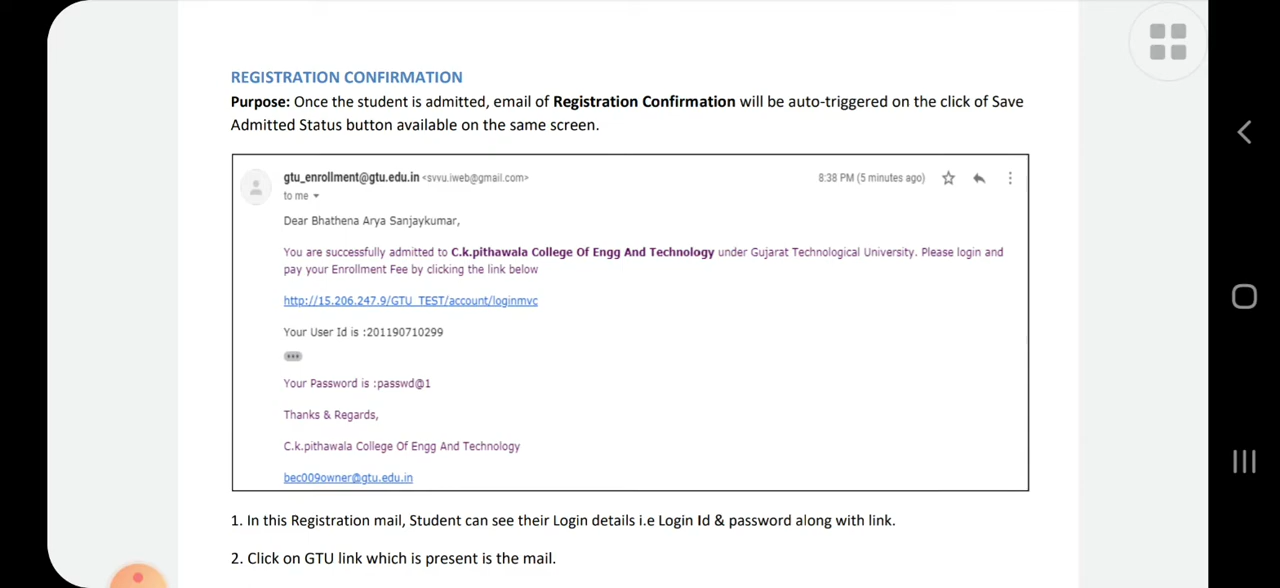 REGISTRATION CONFIRMATION
Purpose: Once the student is admitted, email of Registration Confirmation will be auto-triggered on the click of Save
Admitted Status button available on the same screen.
gtu_enrollment@gtu.edu.in <svvu.iweb@gmail.com>
8:38 PM (5 minutes ago)
to me
Dear Bhathena Arya Sanjaykumar,
You are successfully admitted to C.k.pithawala College Of Engg And Technology under Gujarat Technological University. Please login and
pay your Enrollment Fee by clicking the link below
http://15.206.247.9/GTU_TEST/account/loginmvc
Your User Id is :201190710299
Your Password is :passwd@1
Thanks & Regards,
C.k.pithawala College Of Engg And Technology
bec009owner@gtu.edu.in
1. In this Registration mail, Student can see their Login details i.e Login Id & password along with link.
2. Click on GTU link which is present is the mail.